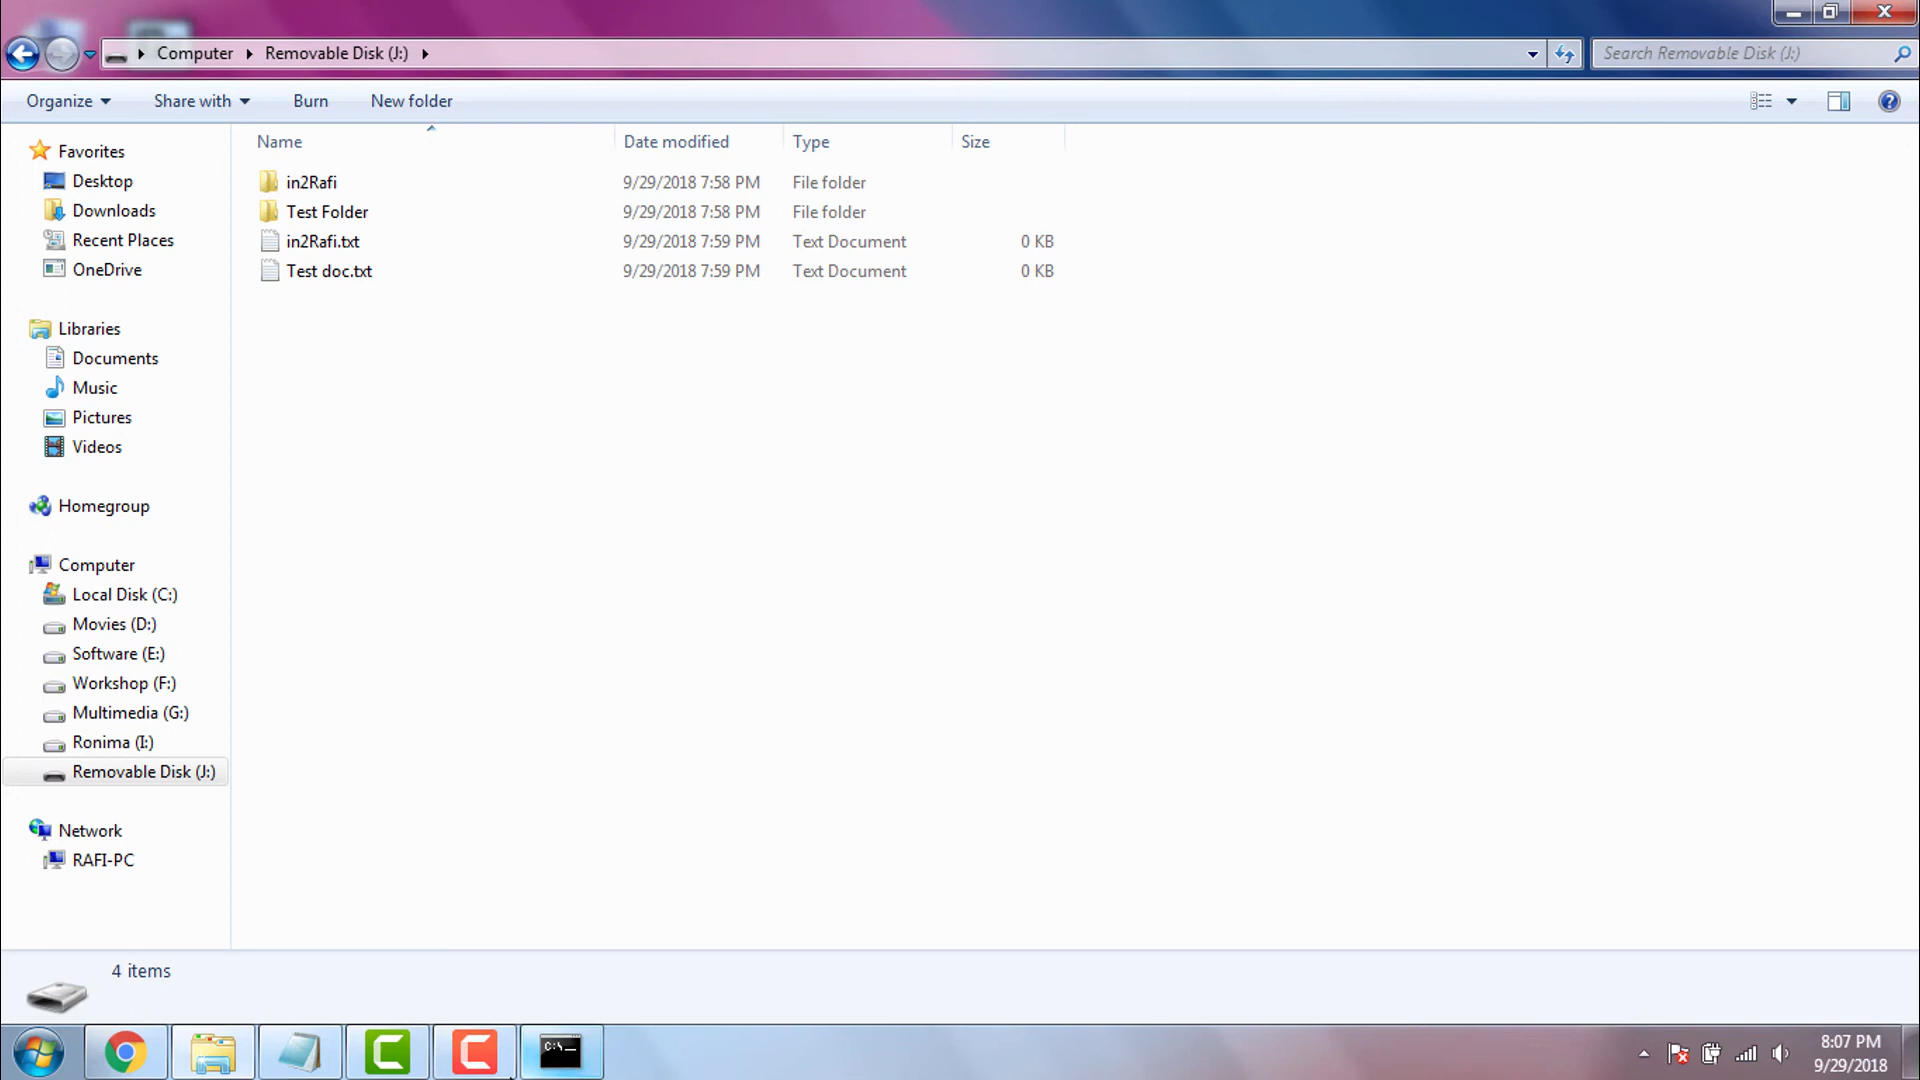 Computer Removable Disk (J:)
Search Removable Disk (J:)
Organize Share with Burn New folder
Name Date modified Type Size
in2Rafi 9/29/2018 7:58 PM File folder
Test Folder 9/29/2018 7:58 PM File folder
in2Rafi.txt 9/29/2018 7:59 PM Text Document 0 KB
Test doc.txt 9/29/2018 7:59 PM Text Document 0 KB
Favorites
Desktop
Downloads
Recent Places
OneDrive
Libraries
Documents
Music
Pictures
Videos
Homegroup
Computer
Local Disk (C:)
Movies (D:)
Software (E:)
Workshop (F:)
Multimedia (G:)
Ronima (I:)
Removable Disk (J:)
Network
RAFI-PC
4 items
C:\_
8:07 PM
9/29/2018